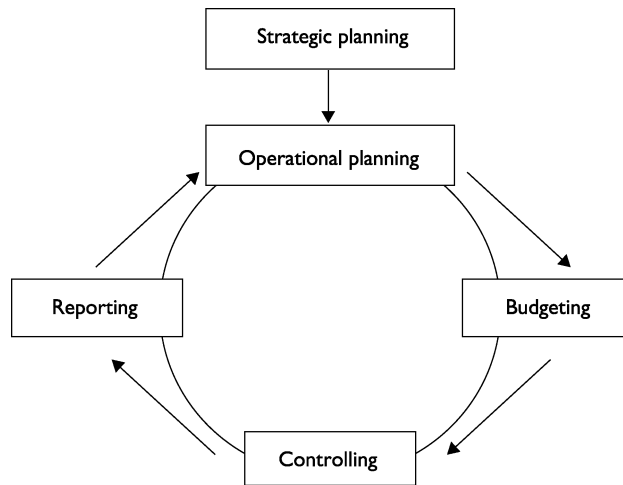 Strategic planning
Operational planning
Reporting
Budgeting
Controlling